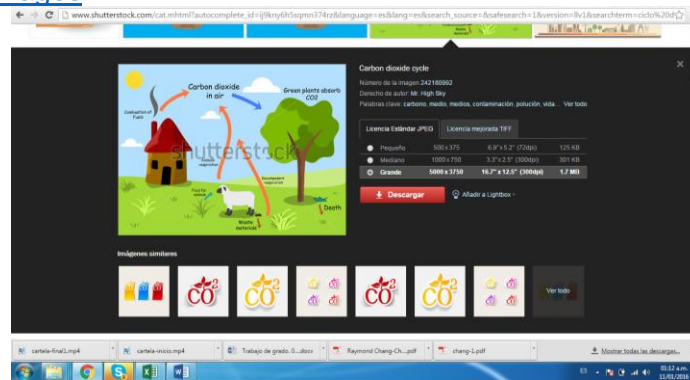 www.shutterstock.com/cat.mhtml?autocomplete_id=ij9kny6h5sqmn374rz&language=es&lang=es&search_source=&safesearch=1&version=llv1&searchterm=ciclo%20d
Carbon dioxide cycle
Número de la imagen 242180992
Derecho de autor: Mr. High Sky
Palabras clave: carbono, medio, medios, contaminación, polución, vida... Ver todo
Carbon dioxide
in air
Green plants absorb
CO2
Combustion of
Fuels
shutterstock
Death
Waste
materials
Licencia Estándar JPEG
Licencia mejorada TIFF
Pequeño 500 x 375 6.9" x 5.2" (72dpi) 125 KB
Mediano 1000 x 750 3.3" x 2.5" (300dpi) 301 KB
Grande 5000 x 3750 16.7" x 12.5" (300dpi) 1.7 MB
Descargar
Añadir a Lightbox
Imágenes similares
CO2
CO2
CO2
CO2
Ver todo
cartela-final1.mp4
cartela-inicio.mp4
Trabajo de grado. G....docx
Raymond Chang-Ch....pdf
chang-1.pdf
Mostrar todas las descargas...
01:12 a.m.
11/01/2016